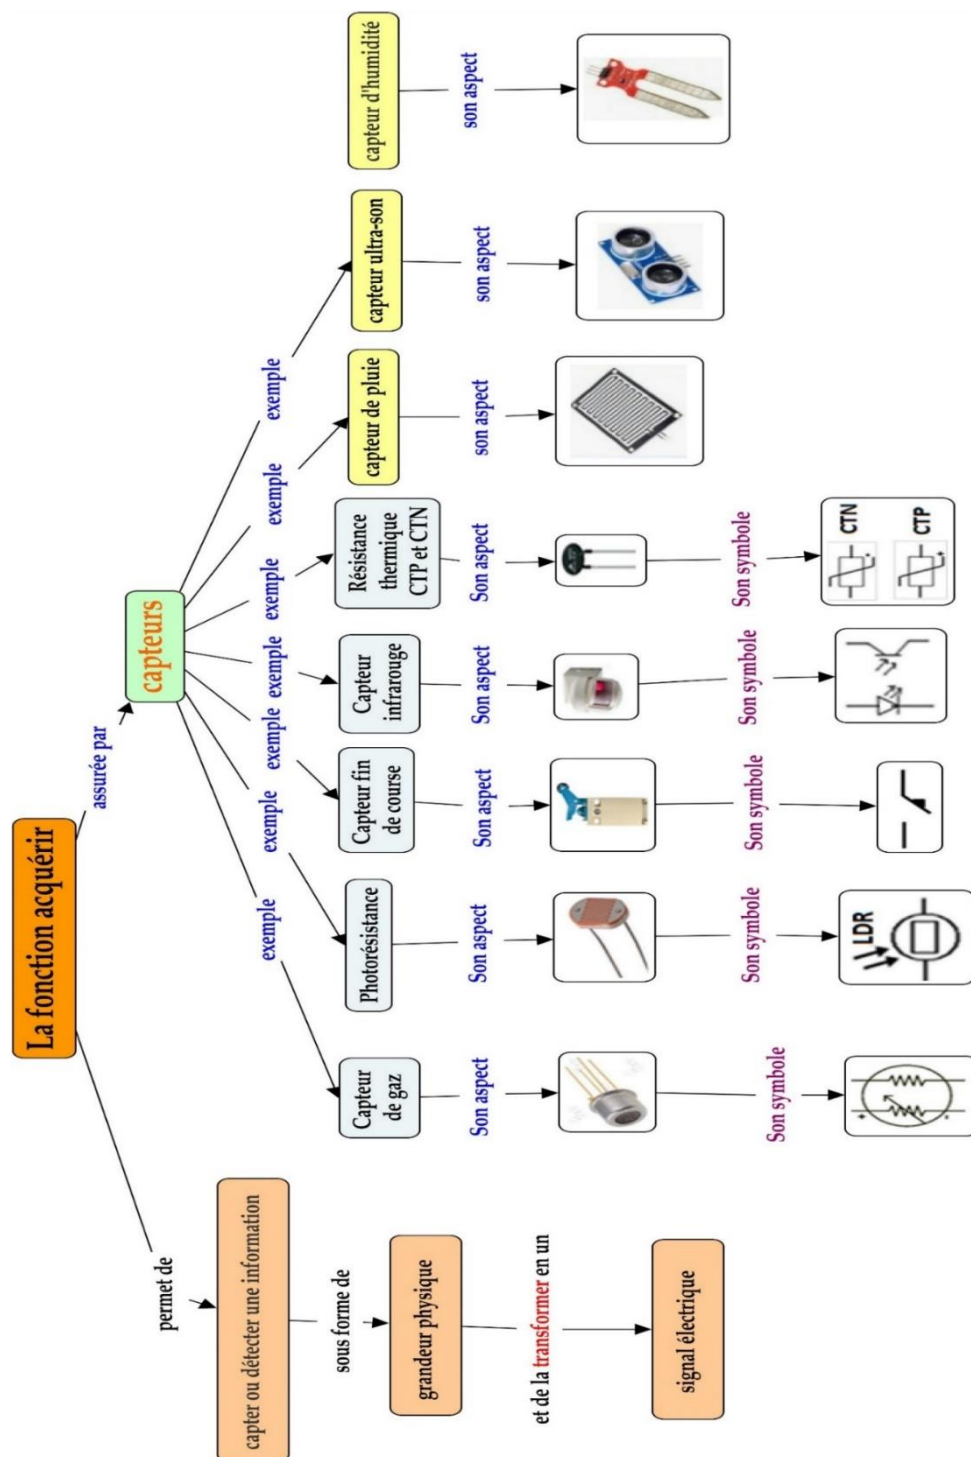 La fonction acquérir
permet de
assurée par
capter ou détecter une information
sous forme de
grandeur physique
et de la transformer en un
signal électrique
capteurs
exemple
exemple
exemple
exemple
exemple
exemple
exemple
Capteur
de gaz
Photorésistance
Capteur fin
de course
Capteur
infrarouge
Résistance
thermique
CTP et CTN
capteur de pluie
capteur ultra-son
capteur d'humidité
Son aspect
Son aspect
Son aspect
Son aspect
Son aspect
son aspect
son aspect
son aspect
Son symbole
Son symbole
Son symbole
Son symbole
Son symbole
LDR
CTN
CTP